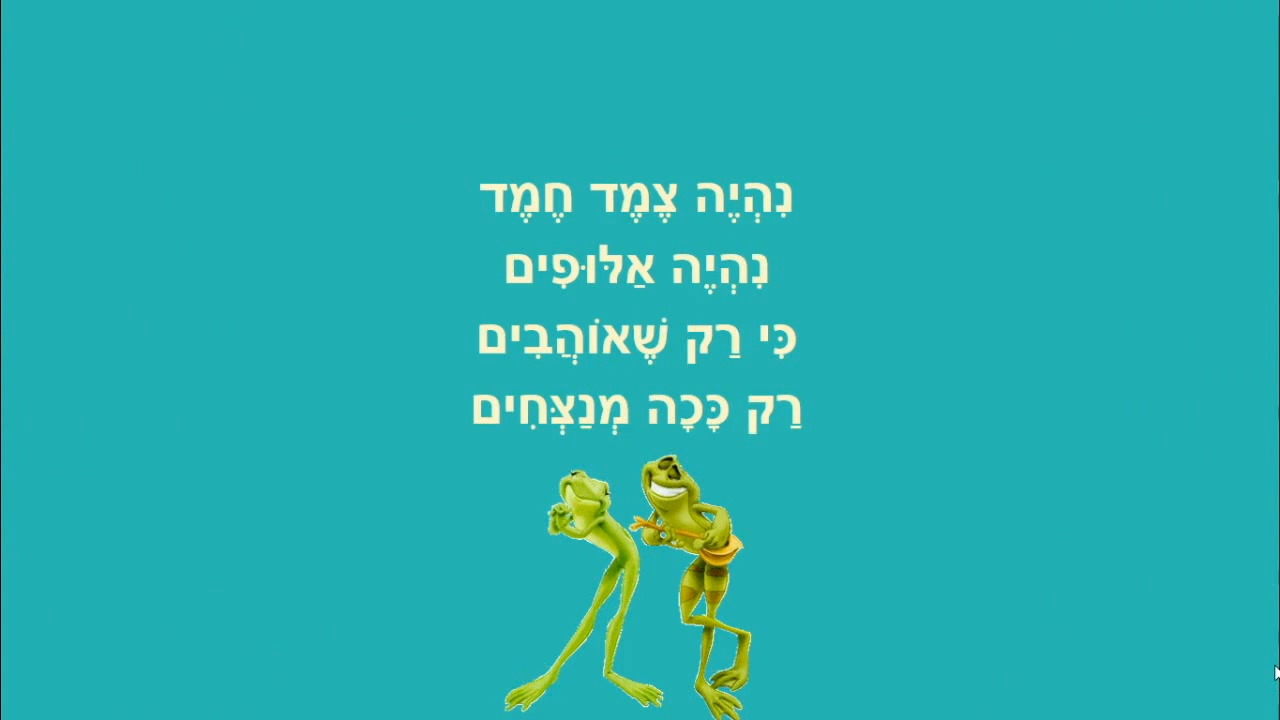 נִהְיֶה צֶמֶד חֶמֶד
נִהְיֶה אַלּוּפִּים
כִּי רַק שֶׁאוֹהֲבִים
רַק כָּכָה מְנַצְּחִים